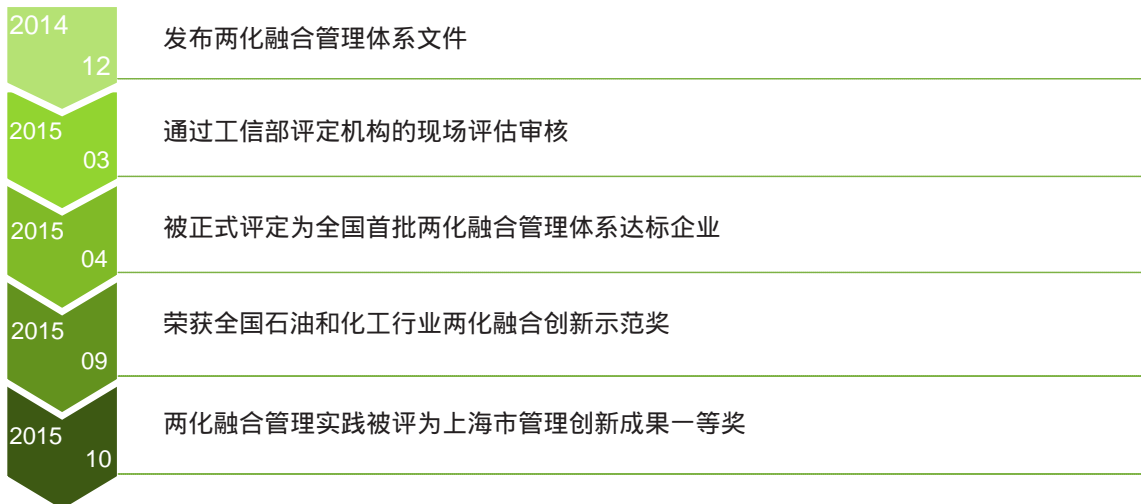 2014
12
发布两化融合管理体系文件
2015
03
通过工信部评定机构的现场评估审核
2015
04
被正式评定为全国首批两化融合管理体系达标企业
2015
09
荣获全国石油和化工行业两化融合创新示范奖
2015
10
两化融合管理实践被评为上海市管理创新成果一等奖